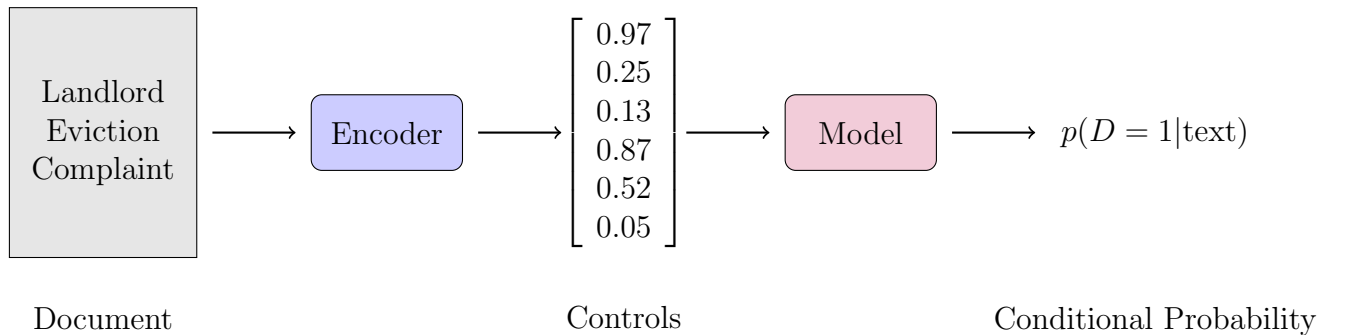 Landlord
Eviction
Complaint
Encoder
0.97
0.25
0.13
0.87
0.52
0.05
Model
p(D = 1|text)
Document
Controls
Conditional Probability